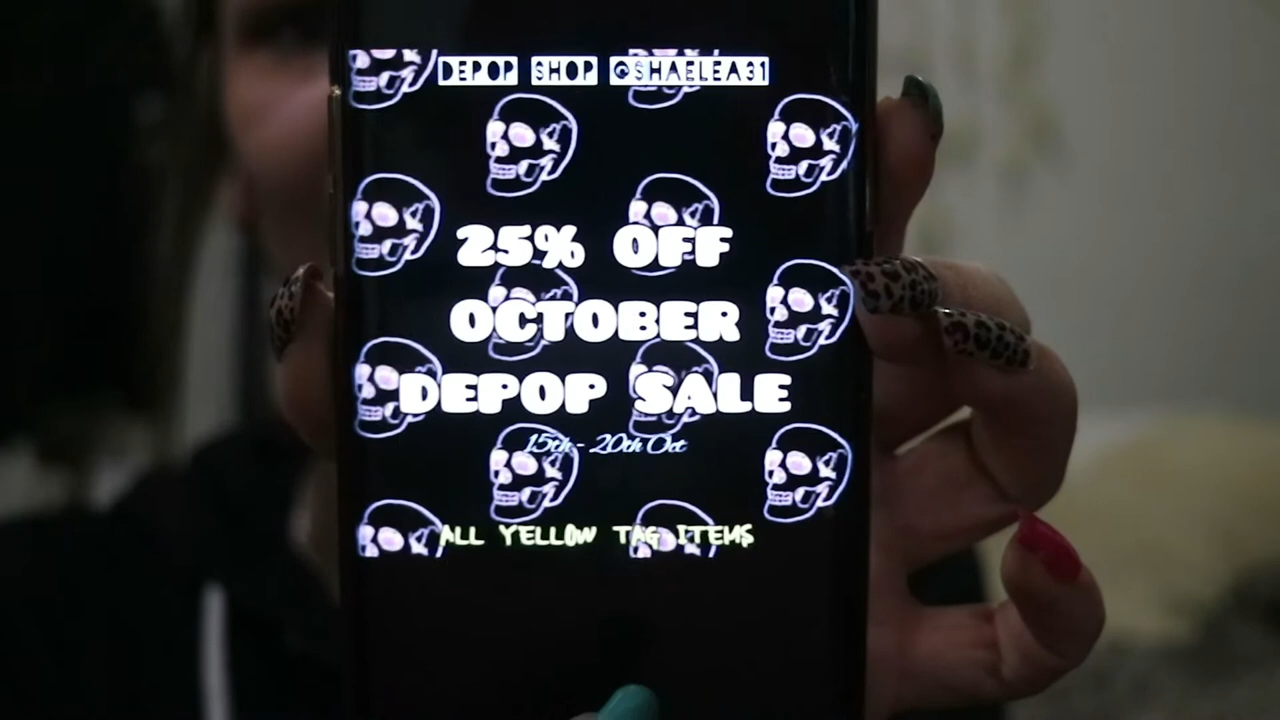 DEPOP SHOP @SHAELEA31
25% OFF
OCTOBER
DEPOP SALE
15th - 20th Oct
ALL YELLOW TAG ITEMS